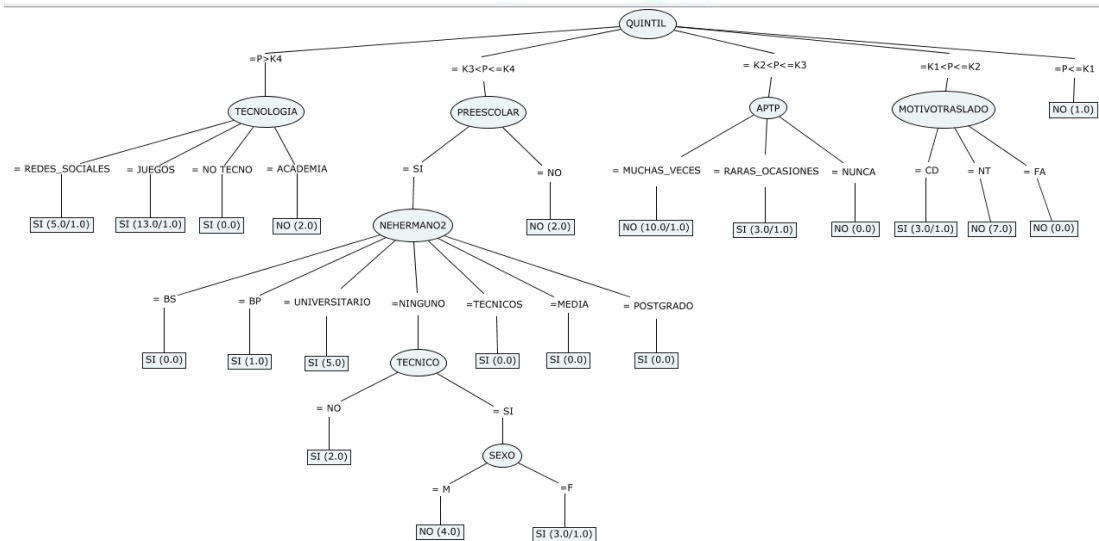 QUINTIL
=P>K4
= K3<P<=K4
= K2<P<=K3
=K1<P<=K2
=P<=K1
TECNOLOGIA
PREESCOLAR
APTP
MOTIVOTRASLADO
NO (1.0)
= REDES_SOCIALES
= JUEGOS
= NO TECNO
= ACADEMIA
= SI
= NO
= MUCHAS_VECES
= RARAS_OCASIONES
= NUNCA
= CD
= NT
= FA
SI (5.0/1.0)
SI (13.0/1.0)
SI (0.0)
NO (2.0)
NEHERMANO2
NO (2.0)
NO (10.0/1.0)
SI (3.0/1.0)
NO (0.0)
SI (3.0/1.0)
NO (7.0)
NO (0.0)
= BS
= BP
= UNIVERSITARIO
=NINGUNO
=TECNICOS
=MEDIA
= POSTGRADO
SI (0.0)
SI (1.0)
SI (5.0)
TECNICO
SI (0.0)
SI (0.0)
SI (0.0)
= NO
= SI
SI (2.0)
SEXO
= M
=F
NO (4.0)
SI (3.0/1.0)